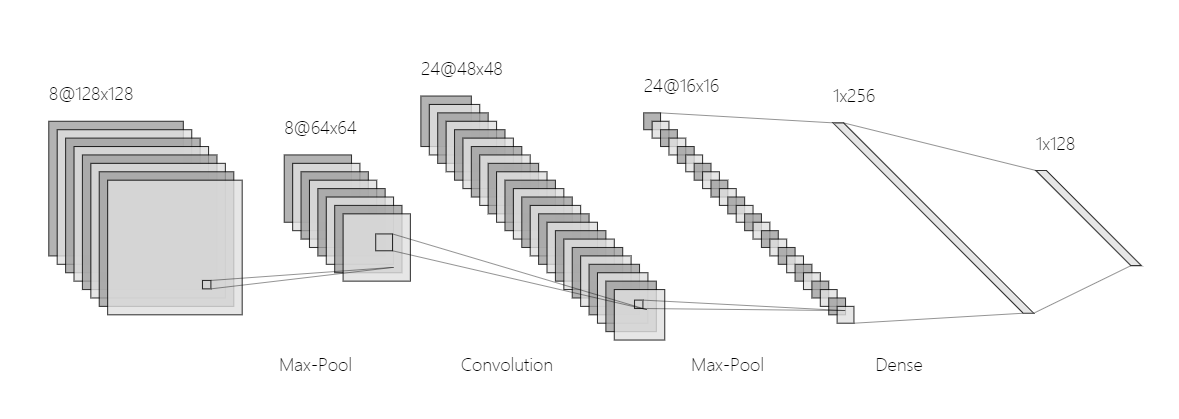 8@128x128
8@64x64
24@48x48
24@16x16
1x256
1x128
Max-Pool
Convolution
Max-Pool
Dense